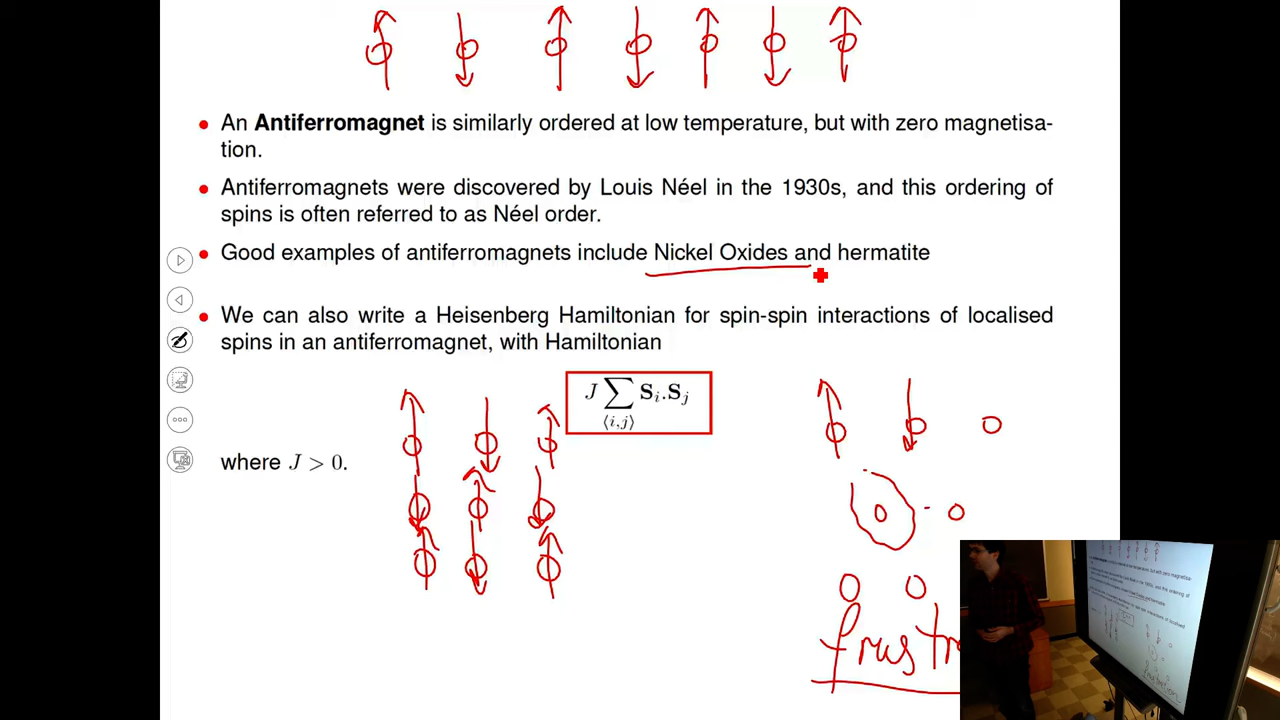 An Antiferromagnet is similarly ordered at low temperature, but with zero magnetisa-
tion.
Antiferromagnets were discovered by Louis Néel in the 1930s, and this ordering of
spins is often referred to as Néel order.
Good examples of antiferromagnets include Nickel Oxides and hermatite
We can also write a Heisenberg Hamiltonian for spin-spin interactions of localised
spins in an antiferromagnet, with Hamiltonian
J ∑ S_i.S_j
⟨i,j⟩
where J > 0.